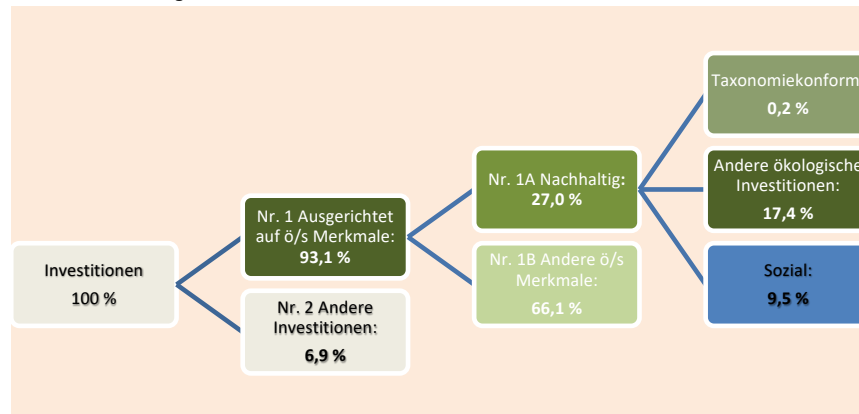 Investitionen
100 %
Nr. 1 Ausgerichtet
auf ö/s Merkmale:
93,1 %
Nr. 2 Andere
Investitionen:
6,9 %
Nr. 1A Nachhaltig:
27,0 %
Nr. 1B Andere ö/s
Merkmale:
66,1 %
Taxonomiekonform
0,2 %
Andere ökologische
Investitionen:
17,4 %
Sozial:
9,5 %